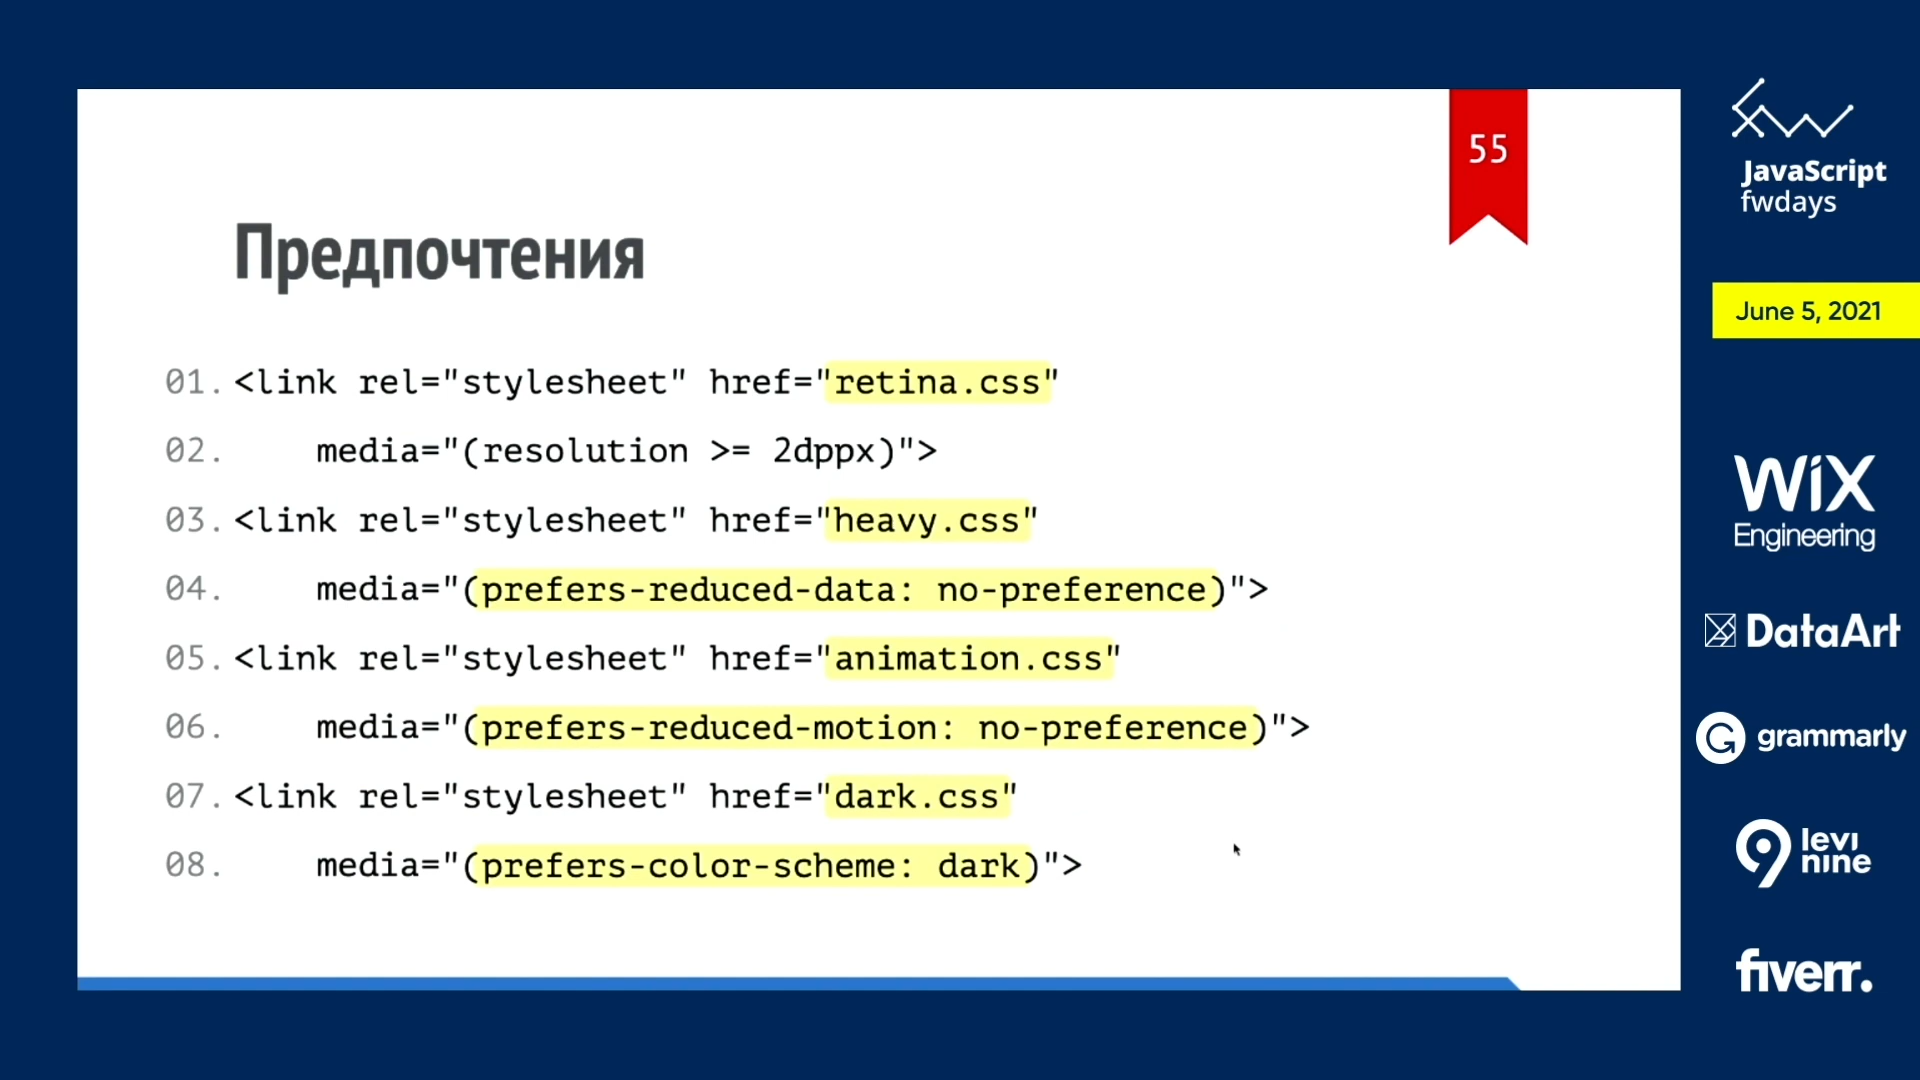 55
Предпочтения
01. <link rel="stylesheet" href="retina.css"
02.     media="(resolution >= 2dppx)">
03. <link rel="stylesheet" href="heavy.css"
04.     media="(prefers-reduced-data: no-preference)">
05. <link rel="stylesheet" href="animation.css"
06.     media="(prefers-reduced-motion: no-preference)">
07. <link rel="stylesheet" href="dark.css"
08.     media="(prefers-color-scheme: dark)">
JavaScript
fwdays
June 5, 2021
WiX
Engineering
DataArt
grammarly
levi
nine
fiverr.